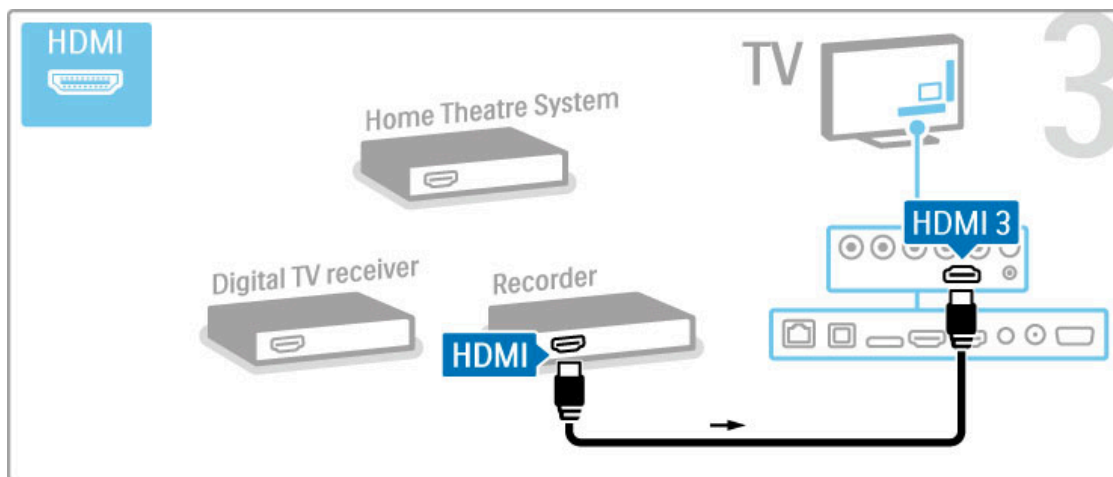 HDMI
TV
3
Home Theatre System
HDMI 3
Digital TV receiver
Recorder
HDMI